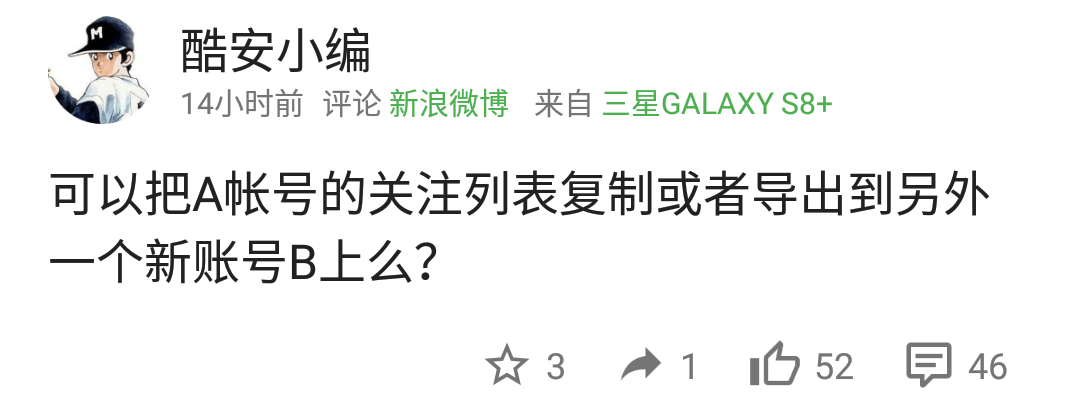 M
酷安小编
14小时前 评论 新浪微博 来自 三星GALAXY S8+
可以把A帐号的关注列表复制或者导出到另外
一个新账号B上么?
3 1 52 46